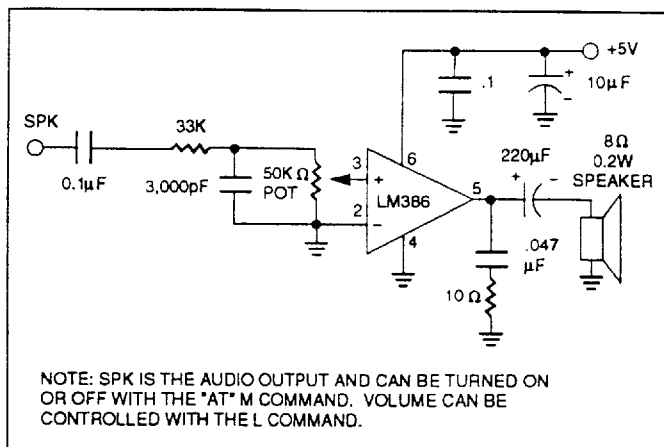 +5V
.1
+
10µF
–
SPK
33K
0.1µF
3,000pF
50K Ω
POT
3
+
2
–
6
LM386
5
4
220µF
+
–
8Ω
0.2W
SPEAKER
.047
µF
10Ω
NOTE: SPK IS THE AUDIO OUTPUT AND CAN BE TURNED ON
OR OFF WITH THE "AT" M COMMAND. VOLUME CAN BE
CONTROLLED WITH THE L COMMAND.